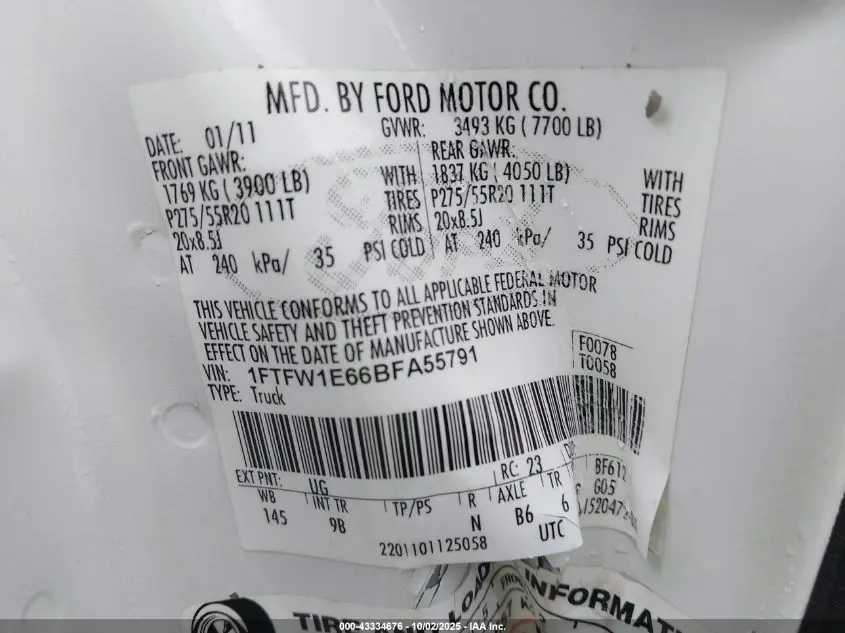 MFD. BY FORD MOTOR CO.
DATE: 01/11
GVWR: 3493 KG ( 7700 LB)
FRONT GAWR:
1769 KG ( 3900 LB) WITH
P275/55R20 111T TIRES
20x8.5J RIMS
AT 240 kPa/ 35 PSI COLD
REAR GAWR:
1837 KG ( 4050 LB) WITH
P275/55R20 111T TIRES
20x8.5J RIMS
AT 240 kPa/ 35 PSI COLD
THIS VEHICLE CONFORMS TO ALL APPLICABLE FEDERAL MOTOR
VEHICLE SAFETY AND THEFT PREVENTION STANDARDS IN
EFFECT ON THE DATE OF MANUFACTURE SHOWN ABOVE.
VIN: 1FTFW1E66BFA55791
TYPE: Truck
F0078
T0058
EXT PNT: UG
RC: 23
WB INT TR TP/PS R AXLE TR
145 9B N B6 6
UTC
2201101125058
G05
TIR
LOAD
INFORMAT
000-43334676 - 10/02/2025 - IAA Inc.